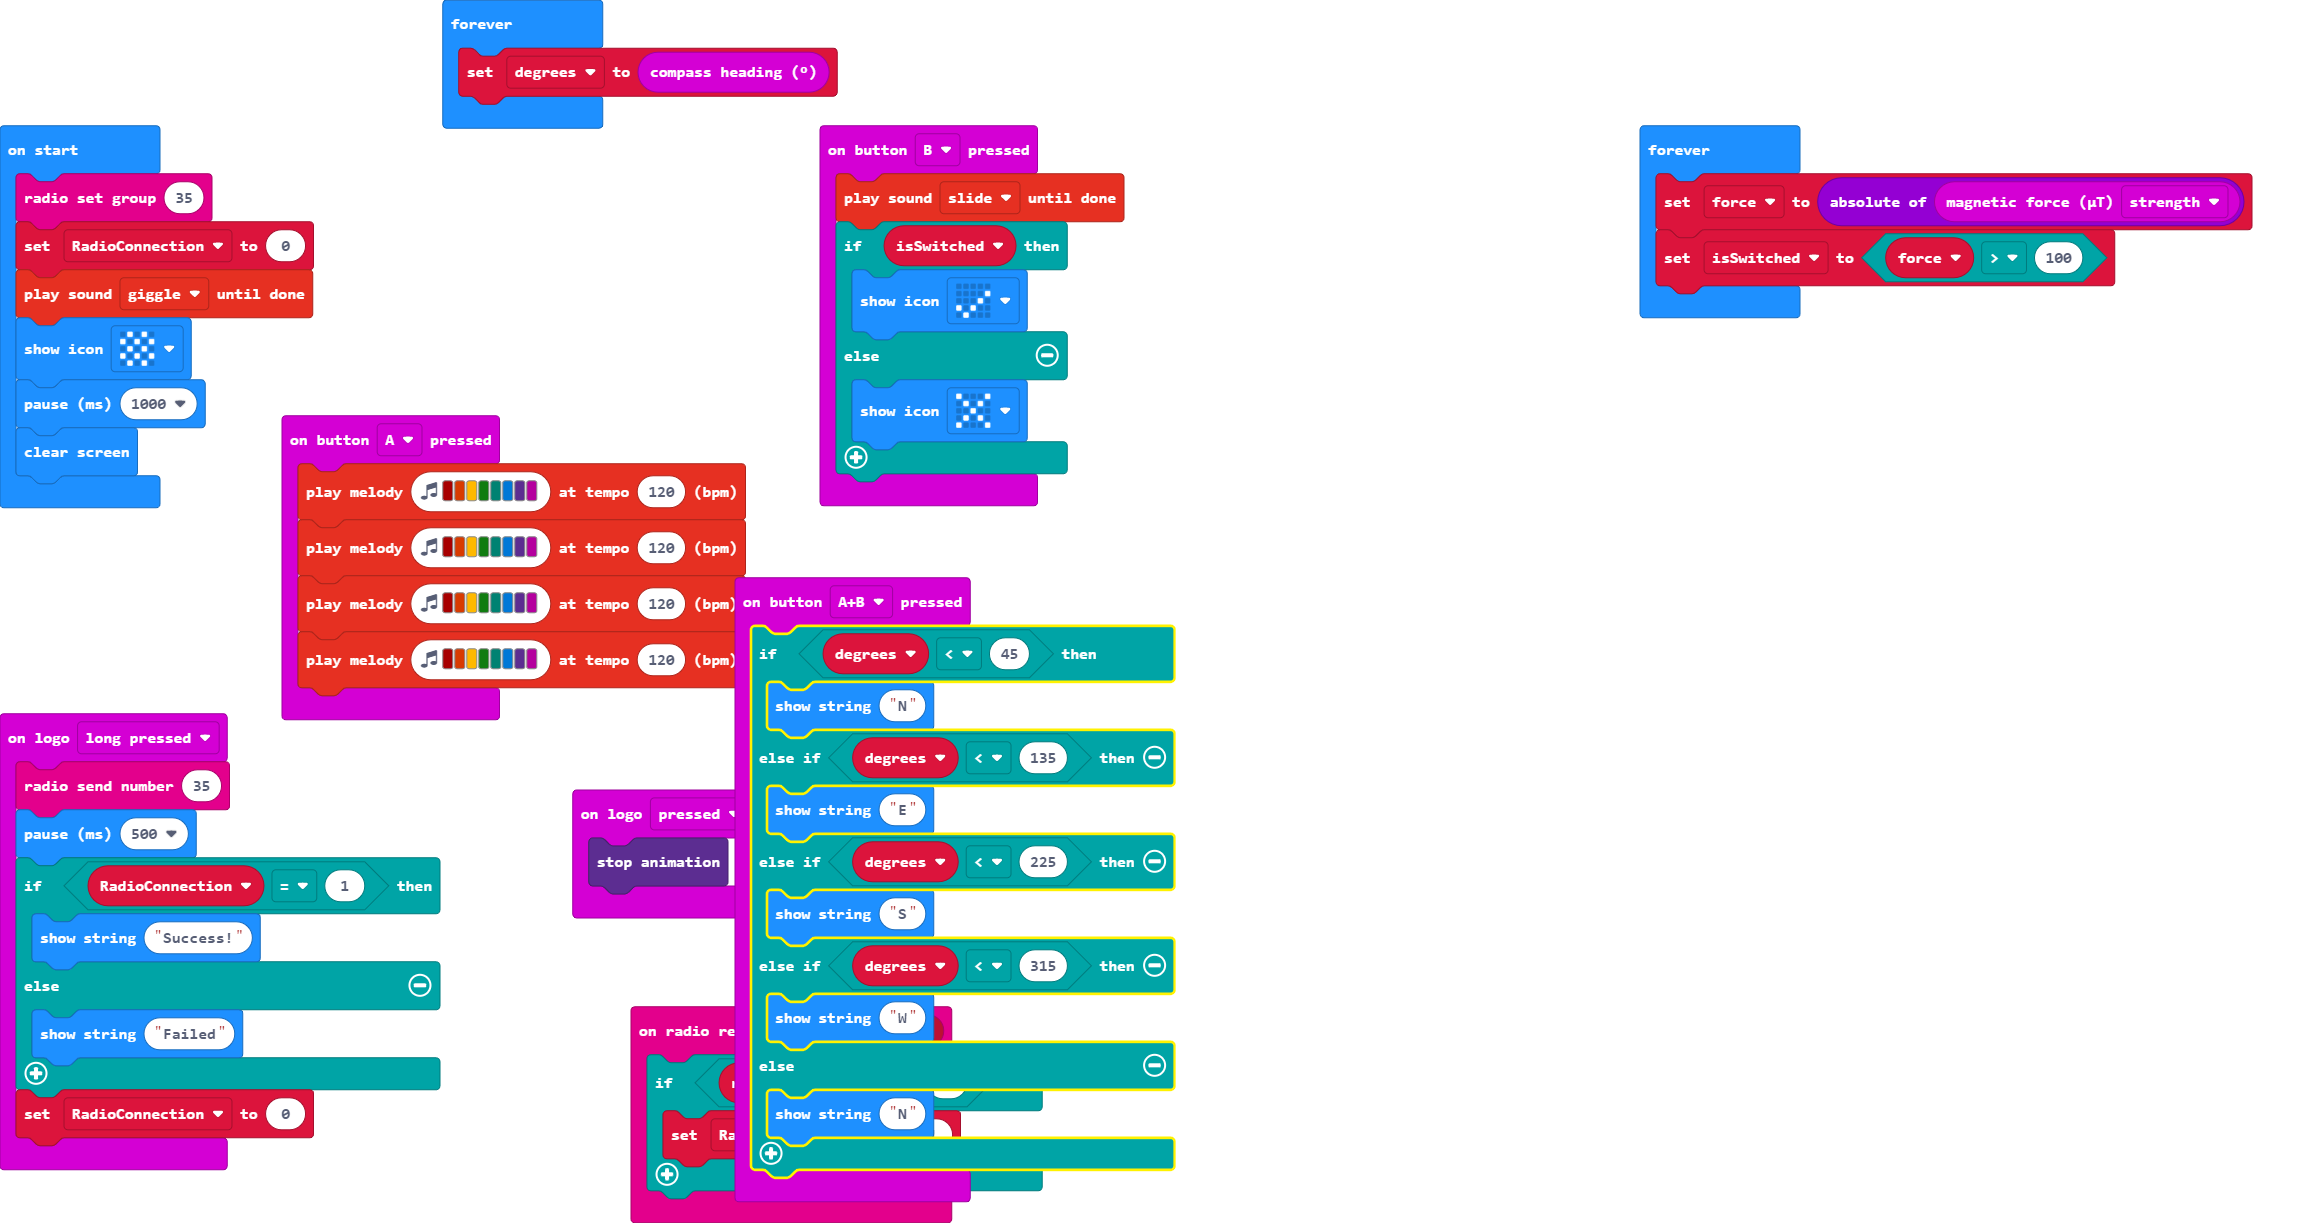 forever
set degrees to compass heading (°)
on start
radio set group 35
set RadioConnection to 0
play sound giggle until done
show icon
pause (ms) 1000
clear screen
on button B pressed
play sound slide until done
if isSwitched then
show icon
else
show icon
forever
set force to absolute of magnetic force (µT) strength
set isSwitched to force > 100
on button A pressed
play melody at tempo 120 (bpm)
play melody at tempo 120 (bpm)
play melody at tempo 120 (bpm)
play melody at tempo 120 (bpm)
on button A+B pressed
if degrees < 45 then
show string "N"
else if degrees < 135 then
show string "E"
else if degrees < 225 then
show string "S"
else if degrees < 315 then
show string "W"
else
show string "N"
on logo long pressed
radio send number 35
pause (ms) 500
if RadioConnection = 1 then
show string "Success!"
else
show string "Failed"
set RadioConnection to 0
on logo pressed
stop animation
on radio
if
set